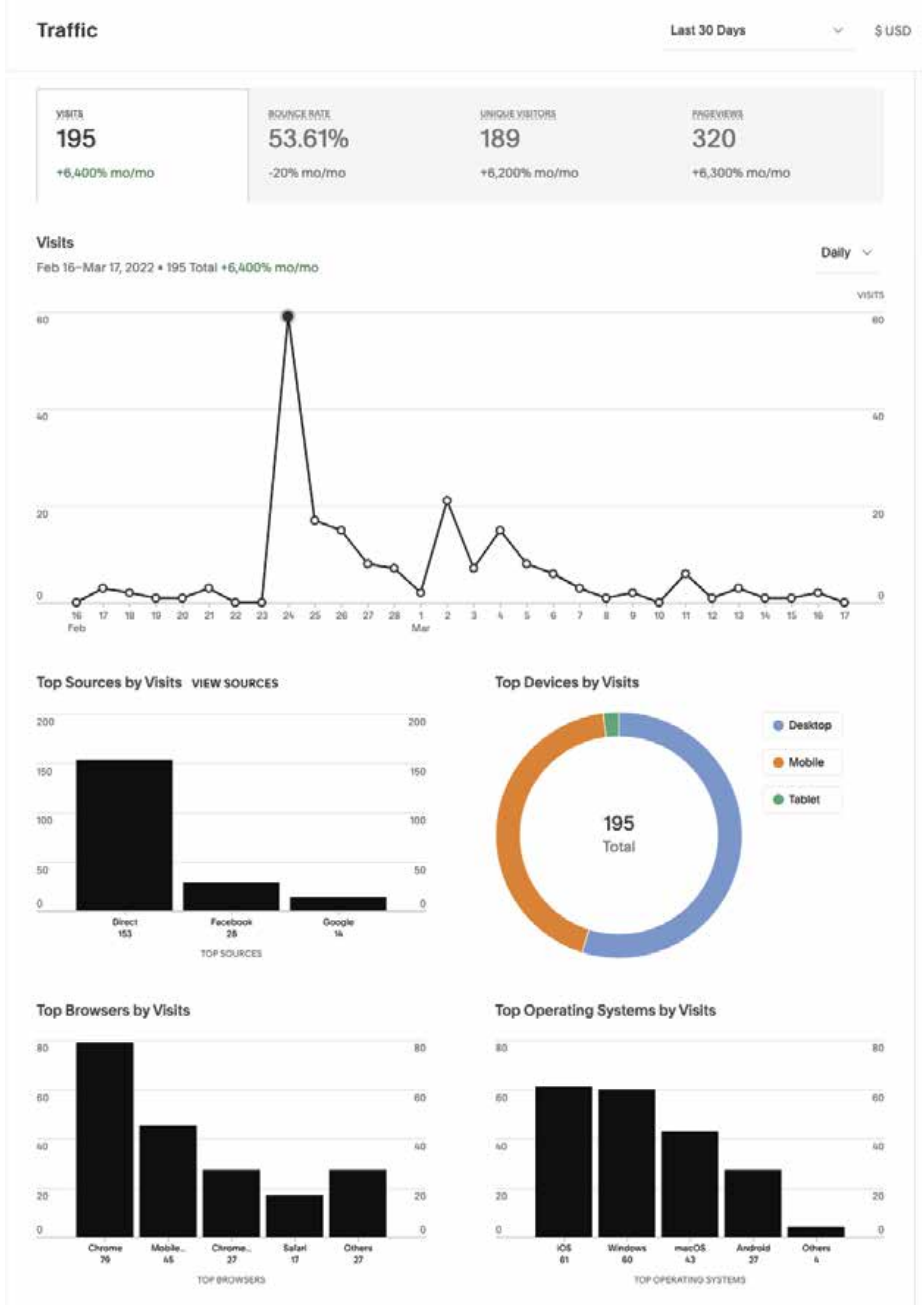 Traffic
Last 30 Days
$ USD
VISITS
195
+6,400% mo/mo
BOUNCE RATE
53.61%
-20% mo/mo
UNIQUE VISITORS
189
+6,200% mo/mo
PAGEVIEWS
320
+6,300% mo/mo
Visits
Feb 16–Mar 17, 2022 • 195 Total +6,400% mo/mo
Daily
VISITS
60 60
40 40
20 20
0 0
16 17 18 19 20 21 22 23 24 25 26 27 28 1 2 3 4 5 6 7 8 9 10 11 12 13 14 15 16 17
Feb Mar
Top Sources by Visits VIEW SOURCES
200 200
150 150
100 100
50 50
0 0
Direct Facebook Google
153 28 14
TOP SOURCES
Top Devices by Visits
195
Total
Desktop
Mobile
Tablet
Top Browsers by Visits
80 80
60 60
40 40
20 20
0 0
Chrome Mobile... Chrome... Safari Others
79 45 27 17 27
TOP BROWSERS
Top Operating Systems by Visits
80 80
60 60
40 40
20 20
0 0
iOS Windows macOS Android Others
61 60 43 27 4
TOP OPERATING SYSTEMS